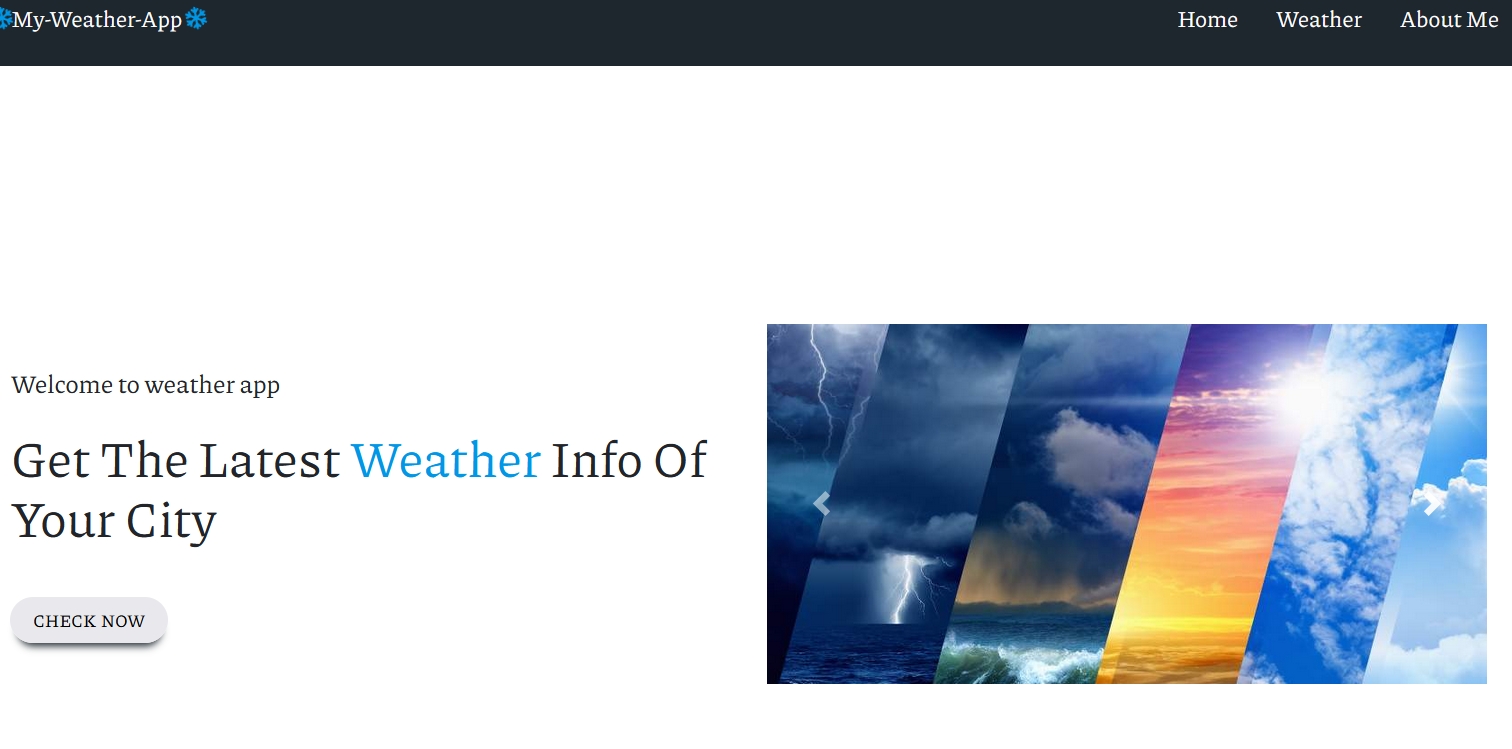 ❄My-Weather-App❄
Home Weather About Me
Welcome to weather app
Get The Latest Weather Info Of
Your City
CHECK NOW